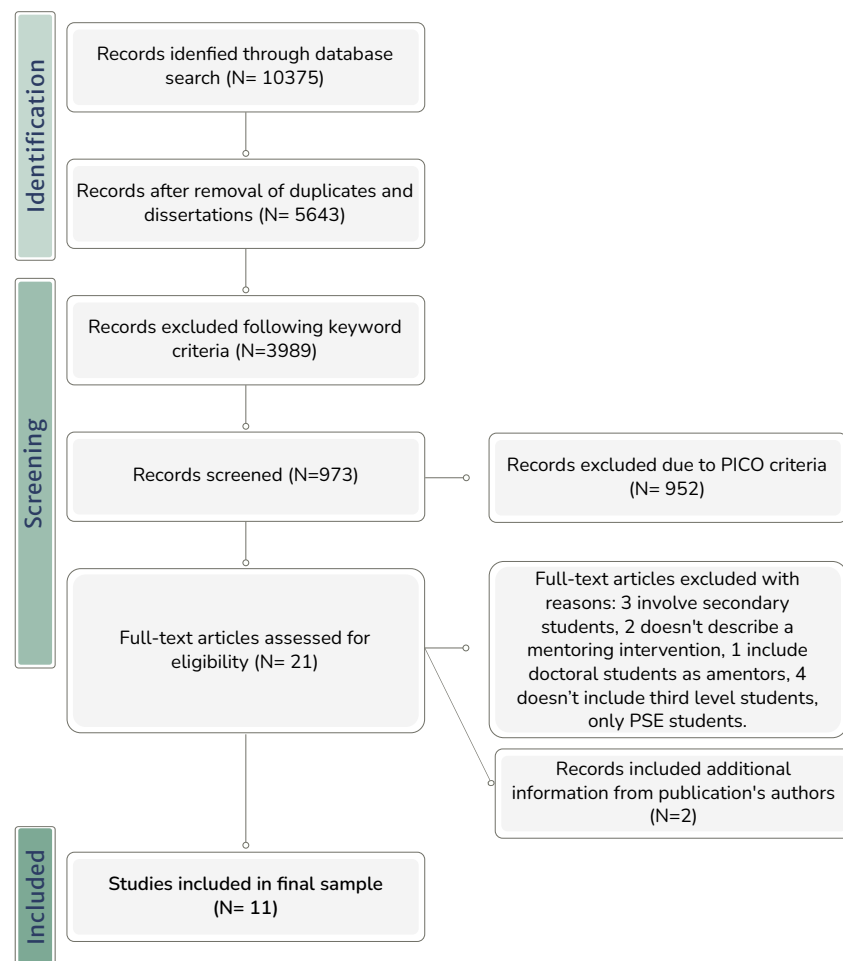 Identification
Records idenfied through database
search (N= 10375)
Records after removal of duplicates and
dissertations (N= 5643)
Screening
Records excluded following keyword
criteria (N=3989)
Records screened (N=973)
Records excluded due to PICO criteria
(N= 952)
Full-text articles assessed for
eligibility (N= 21)
Full-text articles excluded with
reasons: 3 involve secondary
students, 2 doesn't describe a
mentoring intervention, 1 include
doctoral students as amentors, 4
doesn’t include third level students,
only PSE students.
Records included additional
information from publication's authors
(N=2)
Included
Studies included in final sample
(N= 11)